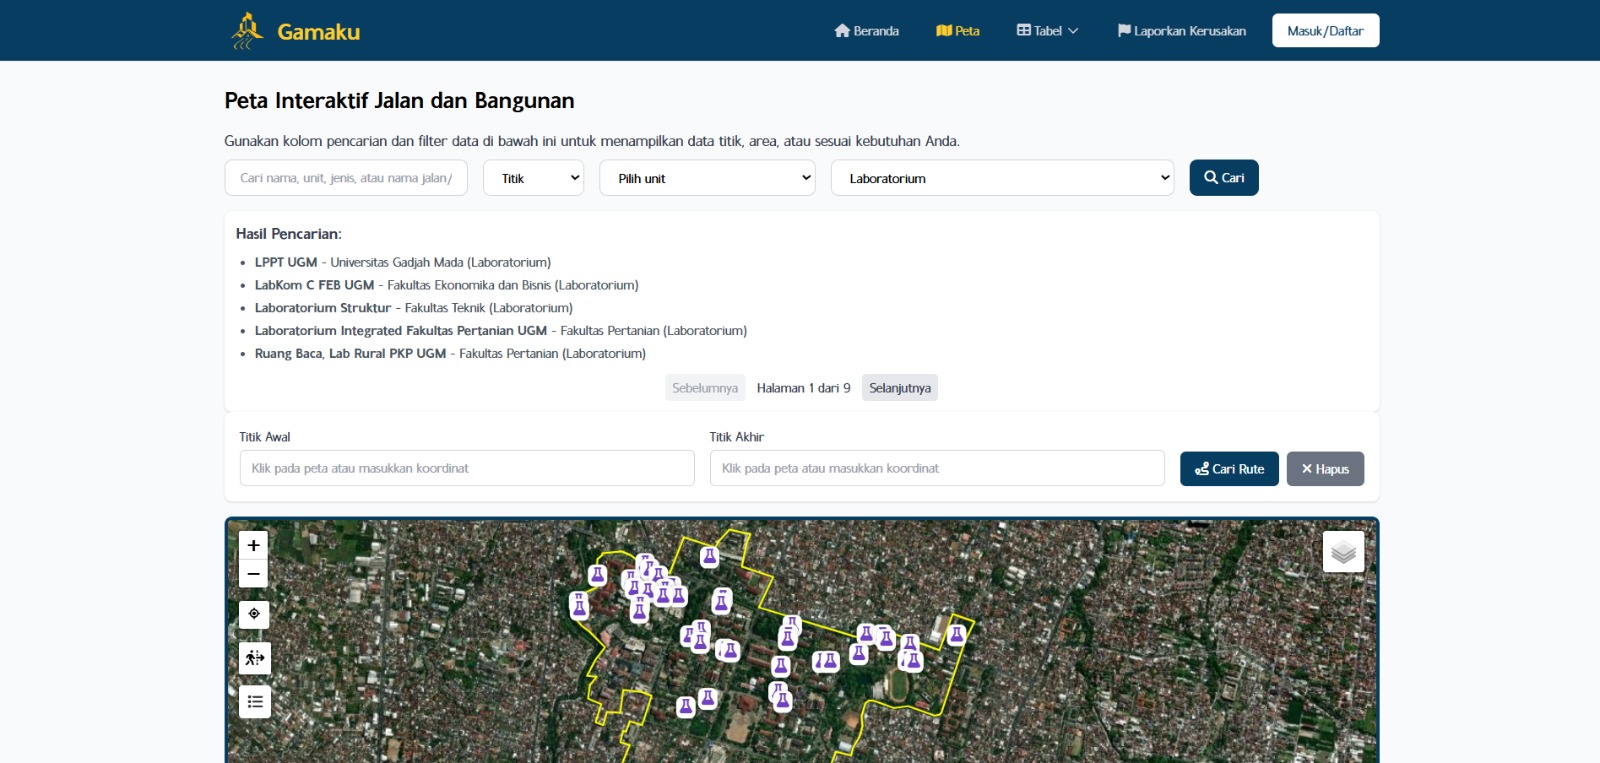 Gamaku
Beranda
Peta
Tabel
Laporkan Kerusakan
Masuk/Daftar
Peta Interaktif Jalan dan Bangunan
Gunakan kolom pencarian dan filter data di bawah ini untuk menampilkan data titik, area, atau sesuai kebutuhan Anda.
Cari nama, unit, jenis, atau nama jalan/
Titik
Pilih unit
Laboratorium
Cari
Hasil Pencarian:
• LPPT UGM - Universitas Gadjah Mada (Laboratorium)
• LabKom C FEB UGM - Fakultas Ekonomika dan Bisnis (Laboratorium)
• Laboratorium Struktur - Fakultas Teknik (Laboratorium)
• Laboratorium Integrated Fakultas Pertanian UGM - Fakultas Pertanian (Laboratorium)
• Ruang Baca, Lab Rural PKP UGM - Fakultas Pertanian (Laboratorium)
Sebelumnya
Halaman 1 dari 9
Selanjutnya
Titik Awal
Titik Akhir
Klik pada peta atau masukkan koordinat
Klik pada peta atau masukkan koordinat
Cari Rute
× Hapus
+
−